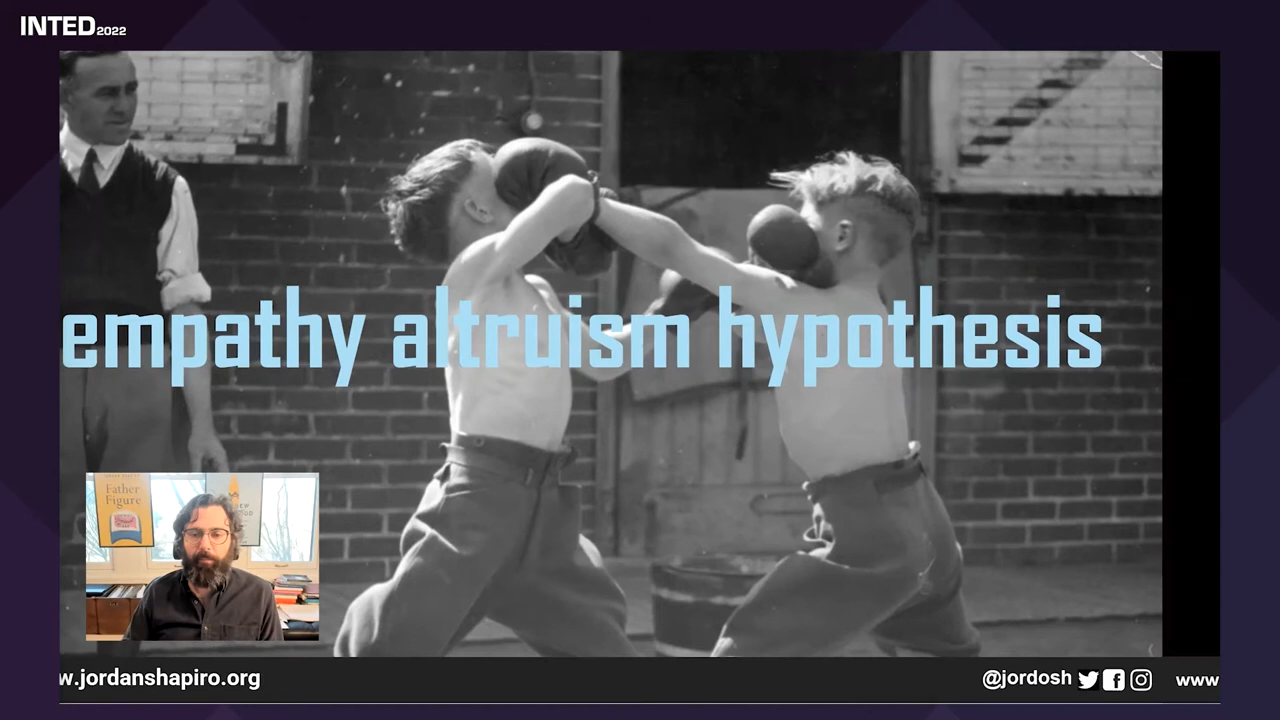 INTED2022
empathy altruism hypothesis
Father
Figure
w.jordanshapiro.org
@jordosh
www